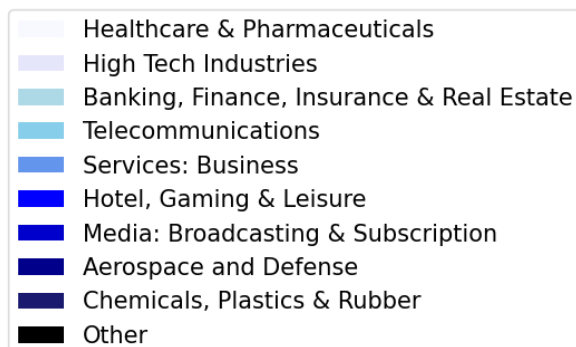 Healthcare & Pharmaceuticals
High Tech Industries
Banking, Finance, Insurance & Real Estate
Telecommunications
Services: Business
Hotel, Gaming & Leisure
Media: Broadcasting & Subscription
Aerospace and Defense
Chemicals, Plastics & Rubber
Other